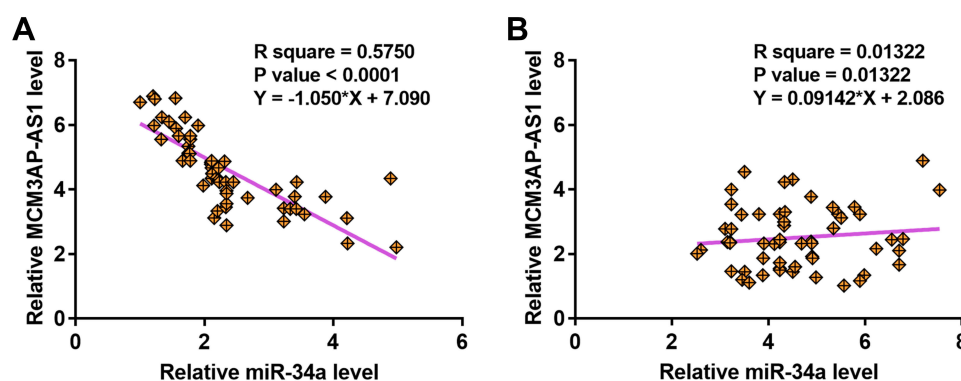 A
R square = 0.5750
P value < 0.0001
Y = -1.050*X + 7.090
Relative MCM3AP-AS1 level
8
6
4
2
0
0 2 4 6
Relative miR-34a level
B
R square = 0.01322
P value = 0.01322
Y = 0.09142*X + 2.086
Relative MCM3AP-AS1 level
8
6
4
2
0
0 2 4 6 8
Relative miR-34a level